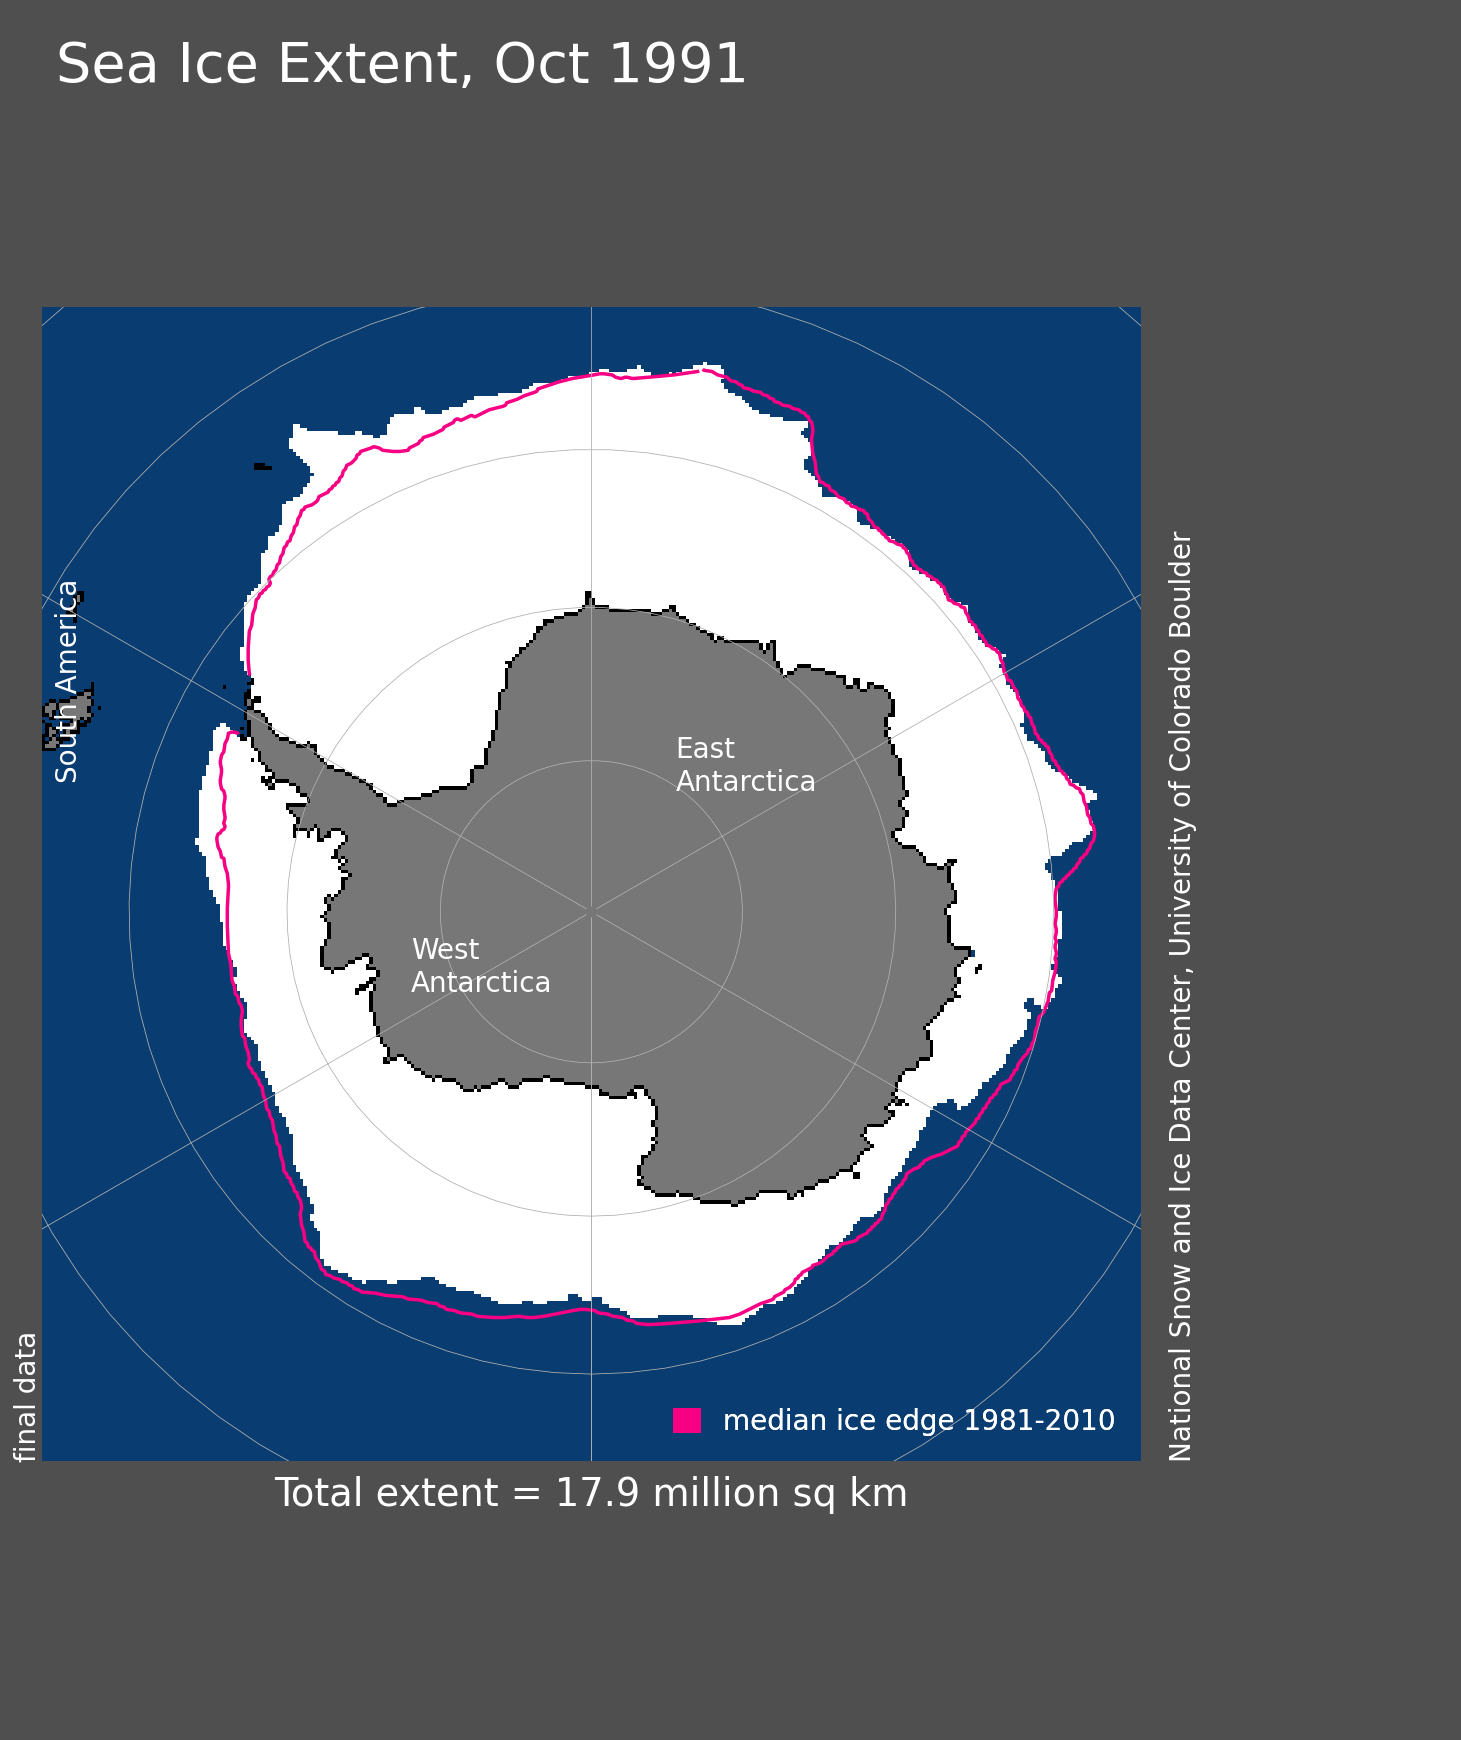 Sea Ice Extent, Oct 1991
South America
East
Antarctica
West
Antarctica
median ice edge 1981-2010
final data
National Snow and Ice Data Center, University of Colorado Boulder
Total extent = 17.9 million sq km